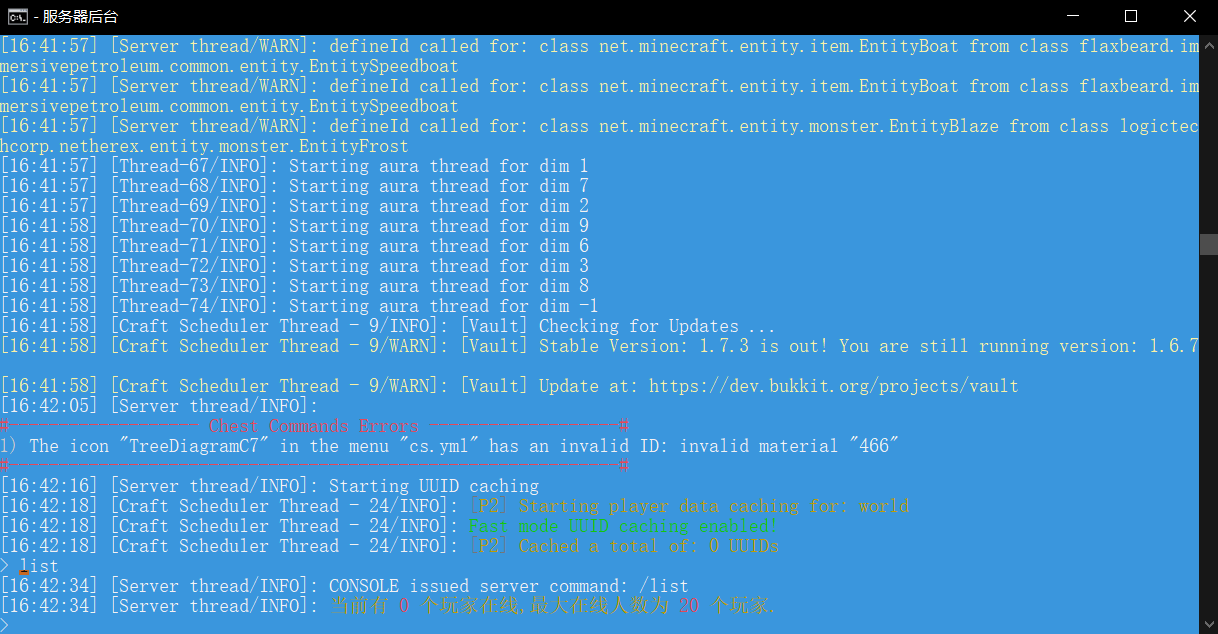 - 服务器后台
[16:41:57] [Server thread/WARN]: defineId called for: class net.minecraft.entity.item.EntityBoat from class flaxbeard.im
mersivepetroleum.common.entity.EntitySpeedboat
[16:41:57] [Server thread/WARN]: defineId called for: class net.minecraft.entity.item.EntityBoat from class flaxbeard.im
mersivepetroleum.common.entity.EntitySpeedboat
[16:41:57] [Server thread/WARN]: defineId called for: class net.minecraft.entity.monster.EntityBlaze from class logictec
hcorp.netherex.entity.monster.EntityFrost
[16:41:57] [Thread-67/INFO]: Starting aura thread for dim 1
[16:41:57] [Thread-68/INFO]: Starting aura thread for dim 7
[16:41:57] [Thread-69/INFO]: Starting aura thread for dim 2
[16:41:58] [Thread-70/INFO]: Starting aura thread for dim 9
[16:41:58] [Thread-71/INFO]: Starting aura thread for dim 6
[16:41:58] [Thread-72/INFO]: Starting aura thread for dim 3
[16:41:58] [Thread-73/INFO]: Starting aura thread for dim 8
[16:41:58] [Thread-74/INFO]: Starting aura thread for dim -1
[16:41:58] [Craft Scheduler Thread - 9/INFO]: [Vault] Checking for Updates ...
[16:41:58] [Craft Scheduler Thread - 9/WARN]: [Vault] Stable Version: 1.7.3 is out! You are still running version: 1.6.7
[16:41:58] [Craft Scheduler Thread - 9/WARN]: [Vault] Update at: https://dev.bukkit.org/projects/vault
[16:42:05] [Server thread/INFO]:
#------------------- Chest Commands Errors -------------------#
1) The icon "TreeDiagramC7" in the menu "cs.yml" has an invalid ID: invalid material "466"
#-------------------------------------------------------------#
[16:42:16] [Server thread/INFO]: Starting UUID caching
[16:42:18] [Craft Scheduler Thread - 24/INFO]: [P2] Starting player data caching for: world
[16:42:18] [Craft Scheduler Thread - 24/INFO]: Fast mode UUID caching enabled!
[16:42:18] [Craft Scheduler Thread - 24/INFO]: [P2] Cached a total of: 0 UUIDs
> list
[16:42:34] [Server thread/INFO]: CONSOLE issued server command: /list
[16:42:34] [Server thread/INFO]: 当前有 0 个玩家在线,最大在线人数为 20 个玩家.
>